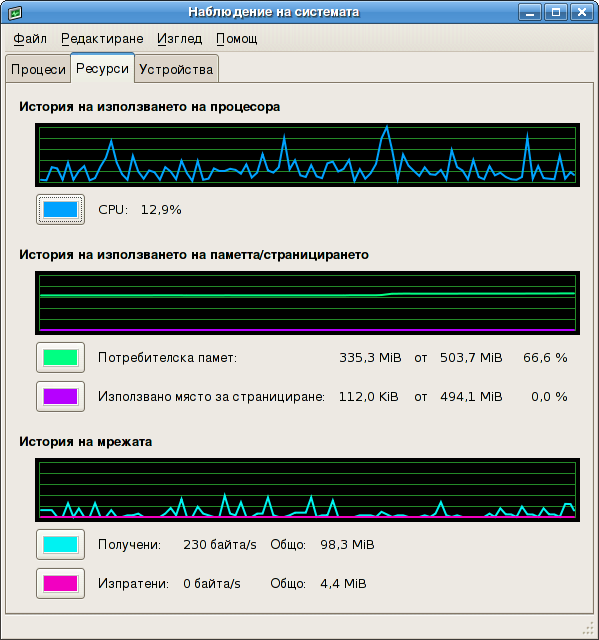 Наблюдение на системата
Файл Редактиране Изглед Помощ
Процеси Ресурси Устройства
История на използването на процесора
CPU: 12,9%
История на използването на паметта/страницирането
Потребителска памет: 335,3 MiB от 503,7 MiB 66,6 %
Използвано място за странициране: 112,0 KiB от 494,1 MiB 0,0 %
История на мрежата
Получени: 230 байта/s Общо: 98,3 MiB
Изпратени: 0 байта/s Общо: 4,4 MiB